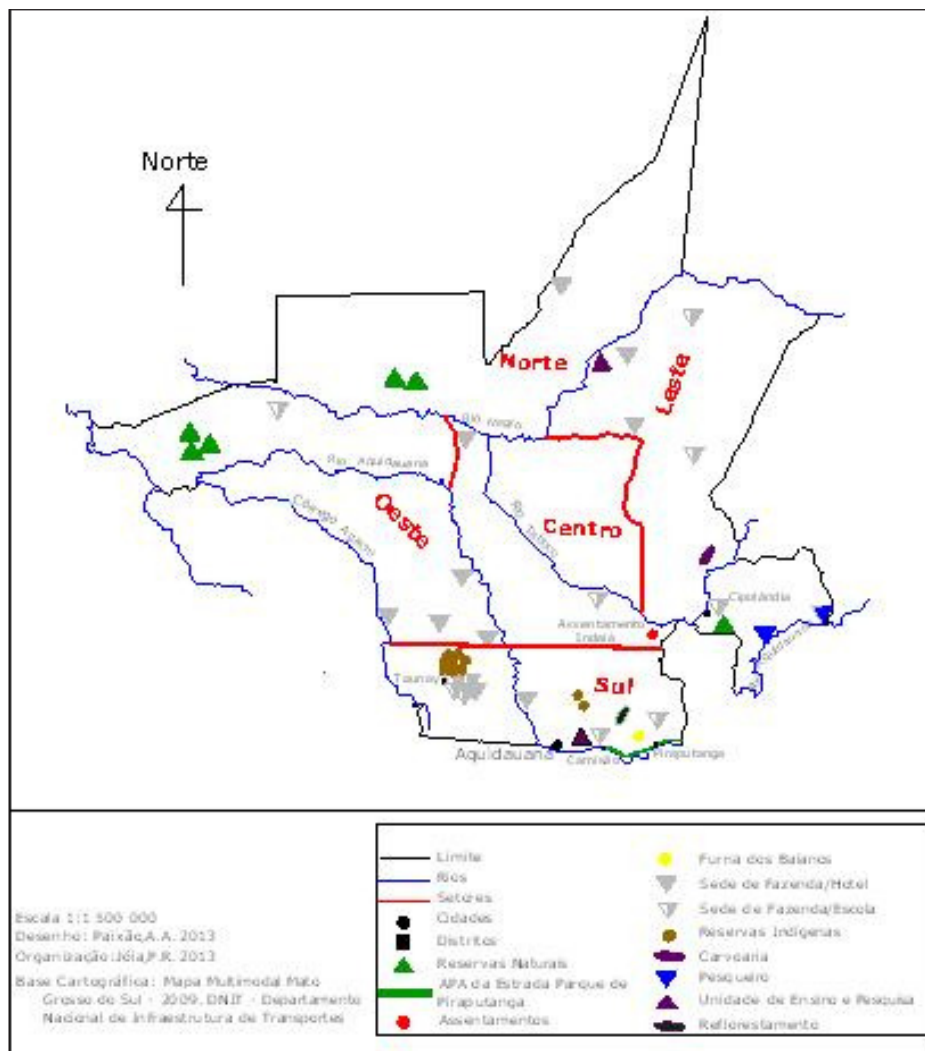 Norte
Norte
Leste
Rio Negro
Rio Aquidauana
Oeste
Córrego Agachi
Rio Taboco
Centro
Cipolândia
Assentamento
Indaiá
Aquidauana
Taunay
Sul
Aquidauana
Camisão
Piraputanga
Escala 1:1 500 000
Desenho: Paixão,A.A. 2013
Organização:Jóia,P.R. 2013
Base Cartográfica: Mapa Multimodal Mato
Grosso do Sul - 2009, DNIT - Departamento
Nacional de Infraestrutura de Transportes
Limite
Rios
Setores
Cidades
Distritos
Reservas Naturais
APA da Estrada Parque de
Piraputanga
Assentamentos
Furna dos Baianos
Sede de Fazenda/Hotel
Sede de Fazenda/Escola
Reservas Indígenas
Carvoaria
Pesqueiro
Unidade de Ensino e Pesquisa
Reflorestamento